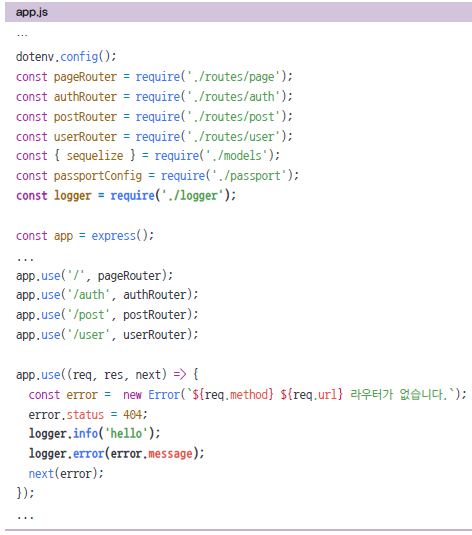 app.js
...
dotenv.config();
const pageRouter = require('./routes/page');
const authRouter = require('./routes/auth');
const postRouter = require('./routes/post');
const userRouter = require('./routes/user');
const { sequelize } = require('./models');
const passportConfig = require('./passport');
const logger = require('./logger');
const app = express();
...
app.use('/', pageRouter);
app.use('/auth', authRouter);
app.use('/post', postRouter);
app.use('/user', userRouter);
app.use((req, res, next) => {
  const error =  new Error(`${req.method} ${req.url} 라우터가 없습니다.`);
  error.status = 404;
  logger.info('hello');
  logger.error(error.message);
  next(error);
});
...